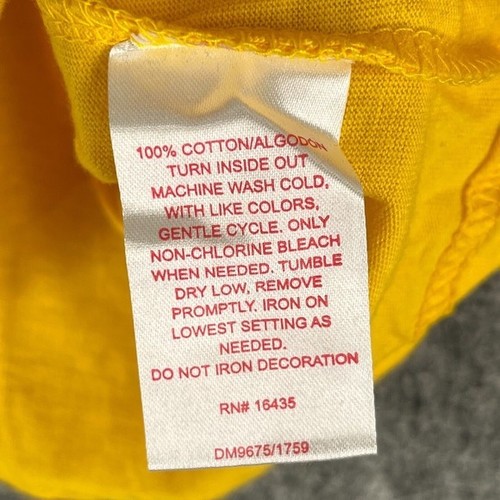 100% COTTON/ALGODON
TURN INSIDE OUT
MACHINE WASH COLD,
WITH LIKE COLORS,
GENTLE CYCLE. ONLY
NON-CHLORINE BLEACH
WHEN NEEDED. TUMBLE
DRY LOW, REMOVE
PROMPTLY. IRON ON
LOWEST SETTING AS
NEEDED.
DO NOT IRON DECORATION
RN# 16435
DM9675/1759